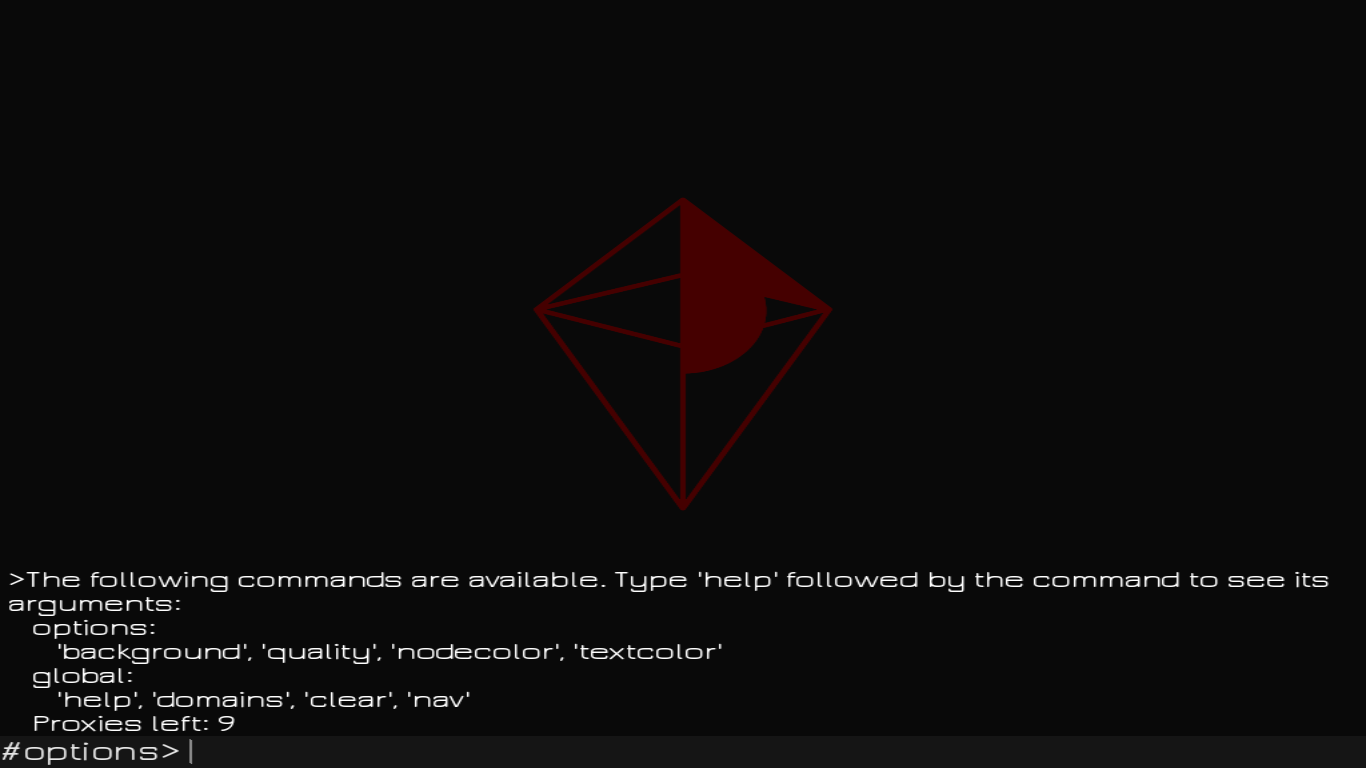 >The following commands are available. Type 'help' followed by the command to see its
arguments:
options:
'background', 'quality', 'nodecolor', 'textcolor'
global:
'help', 'domains', 'clear', 'nav'
Proxies left: 9
#options>